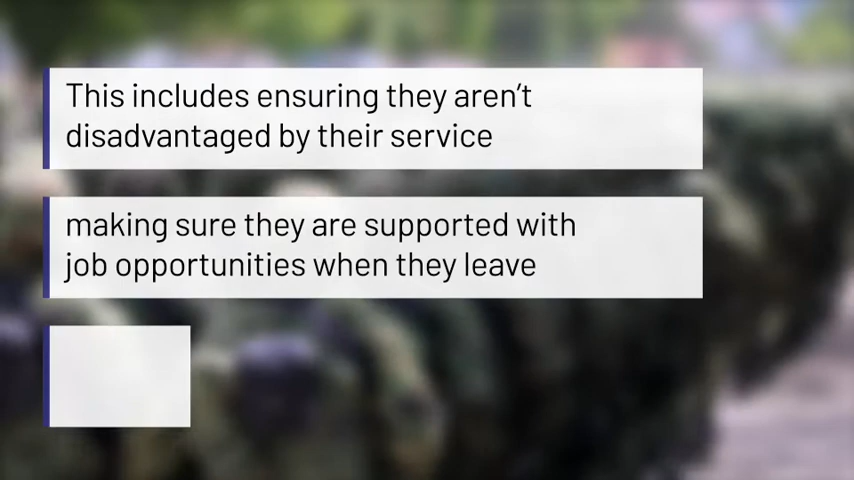 This includes ensuring they aren’t
disadvantaged by their service
making sure they are supported with
job opportunities when they leave